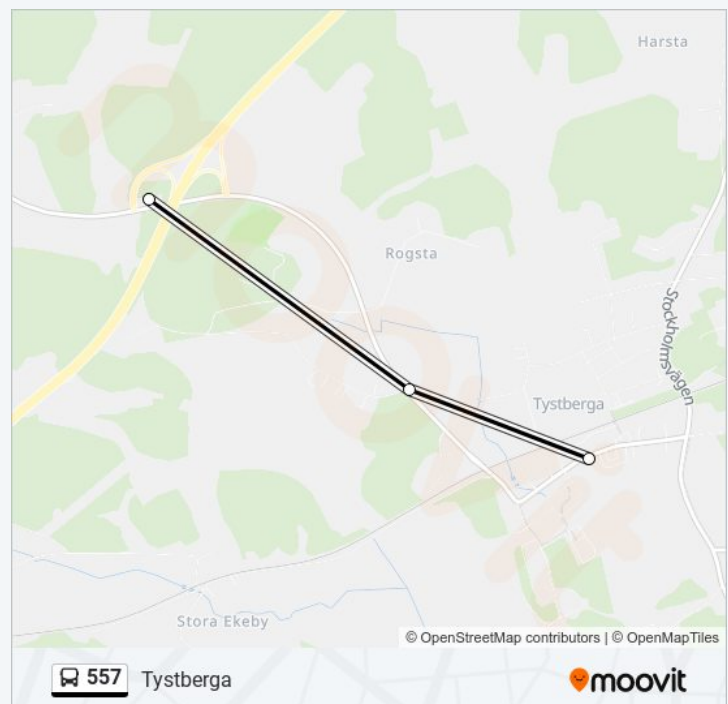 Harsta
Rogsta
Stockholmsvägen
Tystberga
Stora Ekeby
© OpenStreetMap contributors | © OpenMapTiles
557 Tystberga
moovit